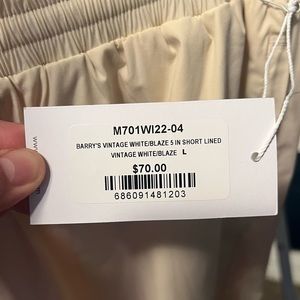 M701WI22-04
BARRY'S VINTAGE WHITE/BLAZE 5 IN SHORT LINED
VINTAGE WHITE/BLAZE L
$70.00
686091481203